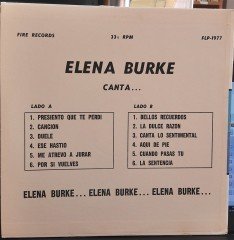 FIRE RECORDS 33⅓ RPM SLP-1977
ELENA BURKE
CANTA...
LADO A
1. PRESIENTO QUE TE PERDI
2. CANCION
3. DUELE
4. ESE HASTIO
5. ME ATREVO A JURAR
6. POR SI VUELVES
LADO B
1. BELLOS RECUERDOS
2. LA DULCE RAZON
3. CANTA LO SENTIMENTAL
4. AQUI DE PIE
5. CUANDO PASAS TU
6. LA SENTENCIA
ELENA BURKE... ELENA BURKE... ELENA BURKE...